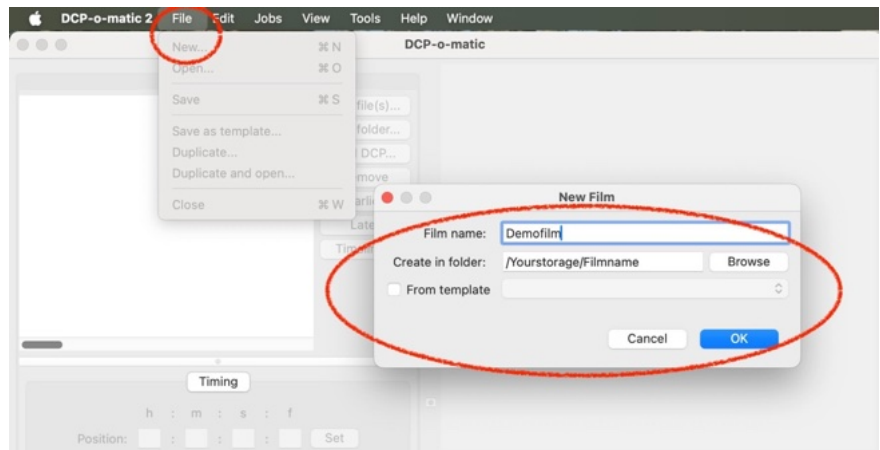 DCP-o-matic 2 File Edit Jobs View Tools Help Window
DCP-o-matic
New... ⌘ N
Open... ⌘ O
Save ⌘ S
Save as template...
Duplicate...
Duplicate and open...
Close ⌘ W
file(s)...
folder...
DCP...
move
arli
Late
Tim
New Film
Film name: Demofilm
Create in folder: /Yourstorage/Filmname Browse
From template
Cancel OK
Timing
h : m : s : f
Position: : : : Set